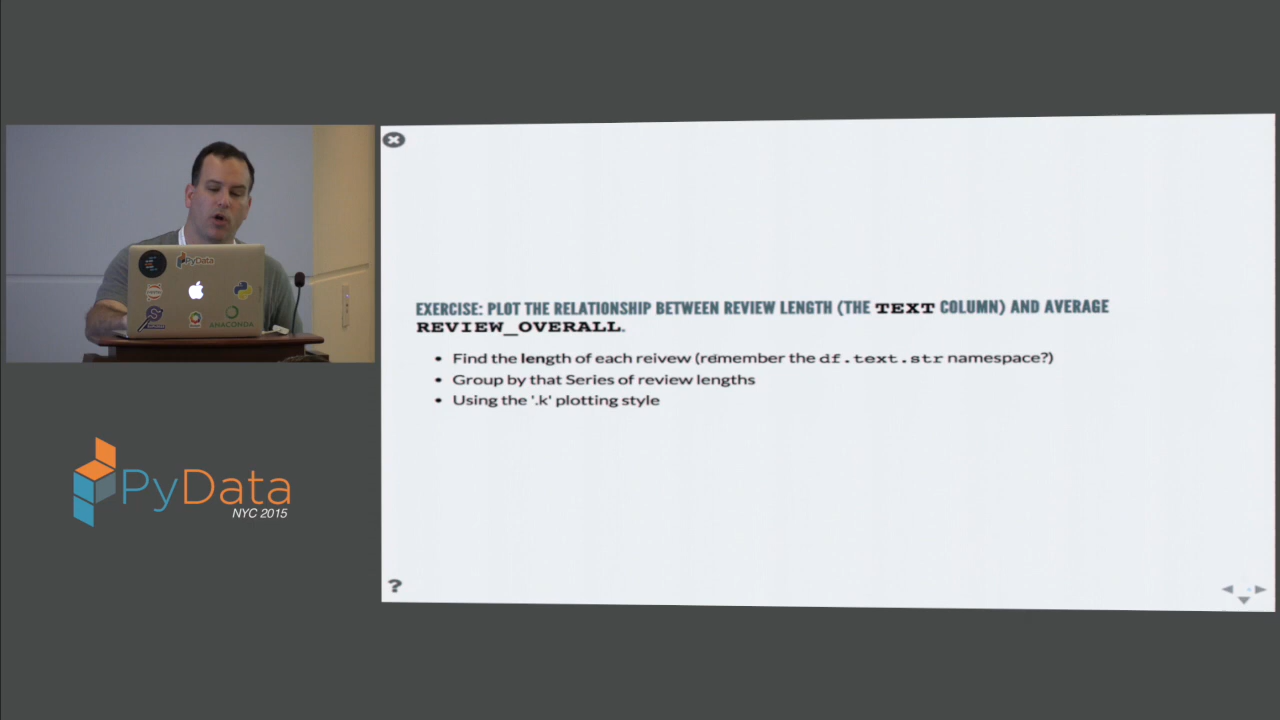 PyData
ANACONDA
PyData
NYC 2015
EXERCISE: PLOT THE RELATIONSHIP BETWEEN REVIEW LENGTH (THE TEXT COLUMN) AND AVERAGE
REVIEW_OVERALL.
• Find the length of each reivew (remember the df.text.str namespace?)
• Group by that Series of review lengths
• Using the '.k' plotting style
?